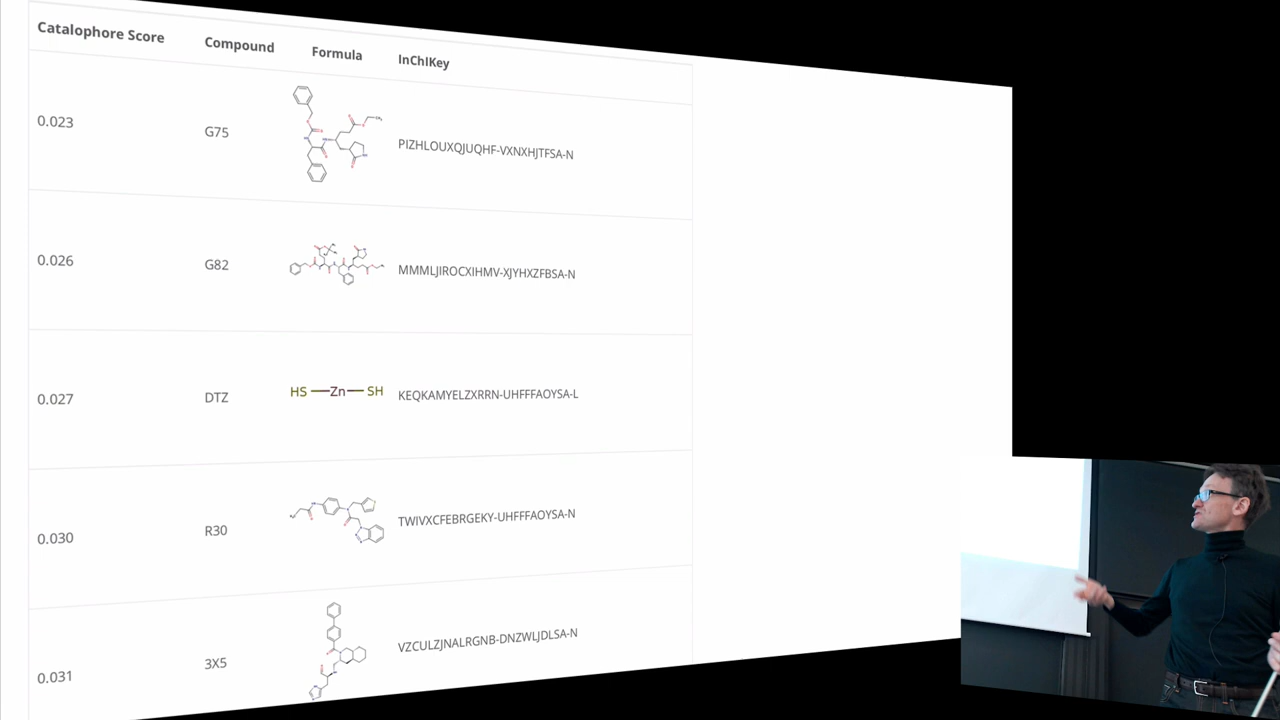 Catalophore Score Compound Formula InChIKey
0.023 G75 PIZHLOUXQJUQHF-VXNXHJTFSA-N
0.026 G82 MMMLJIROCXIHMV-XJYHXZFBSA-N
0.027 DTZ HS Zn SH KEQKAMYELZXRRN-UHFFFAOYSA-L
0.030 R30 TWIVXCFEBRGEKY-UHFFFAOYSA-N
0.031 3X5 VZCULZJNALRGNB-DNZWLJDLSA-N